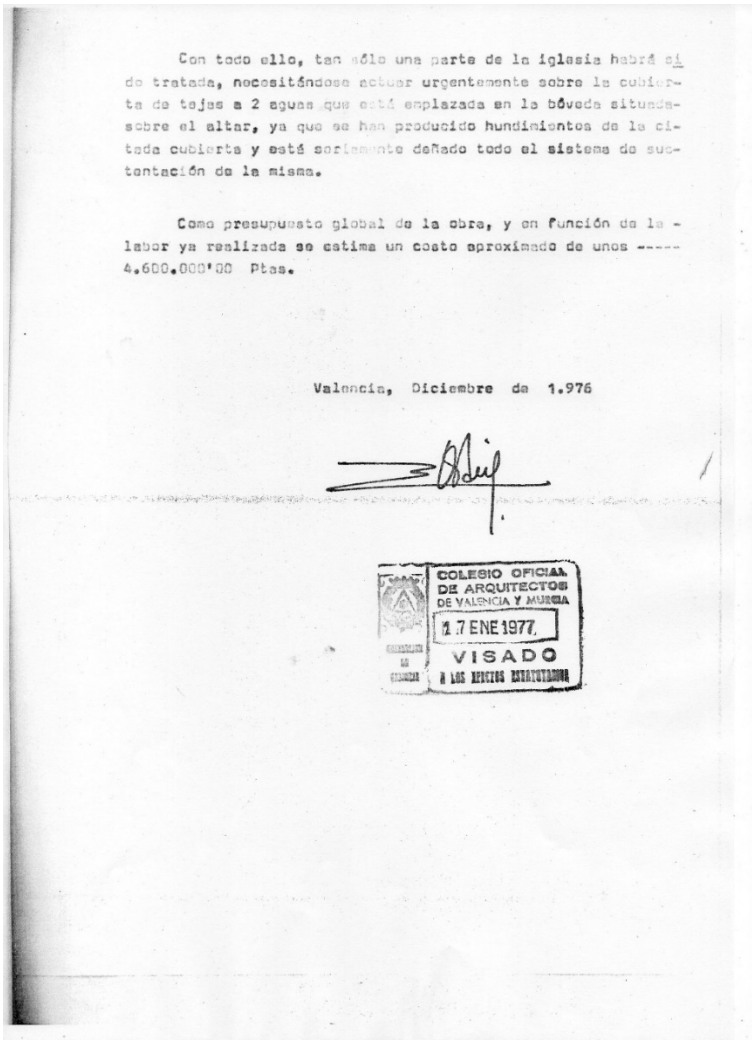 Con todo ello, tan sólo una parte de la iglesia habrá si
do tratada, necesitándose actuar urgentemente sobre la cubier-
ta de tejas a 2 aguas que está emplazada en la bóveda situada-
sobre el altar, ya que se han producido hundimientos de la ci-
tada cubierta y está seriamente dañado todo el sistema de sus-
tentación de la misma.
Como presupuesto global de la obra, y en función de la -
labor ya realizada se estima un costo aproximado de unos -----
4.600.000'00 Ptas.
Valencia, Diciembre de 1.976
COLEGIO OFICIAL
DE ARQUITECTOS
DE VALENCIA Y MURCIA
17 ENE 1977
VISADO
A LOS EFECTOS ESTATUTARIOS